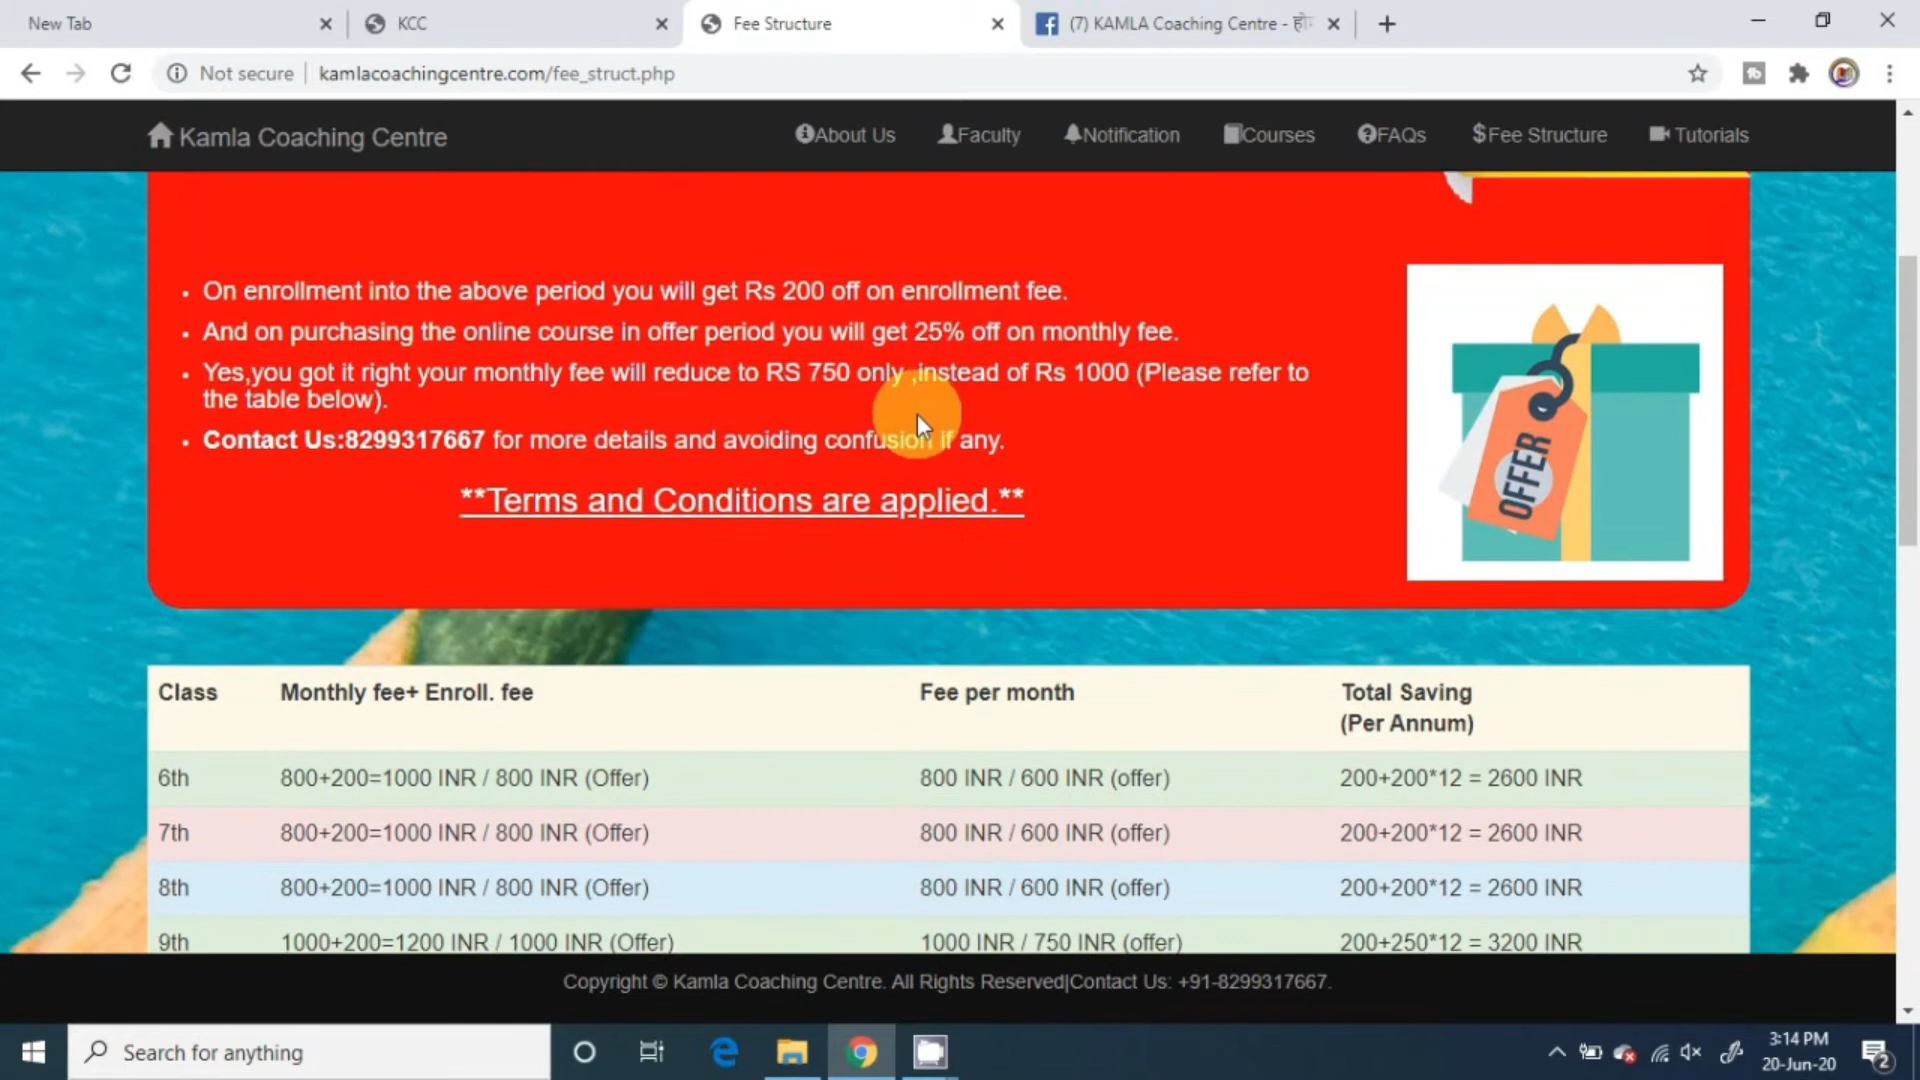 New Tab
KCC
Fee Structure
(7) KAMLA Coaching Centre - हो
Not secure
kamlacoachingcentre.com/fee_struct.php
Kamla Coaching Centre
About Us
Faculty
Notification
Courses
FAQs
$Fee Structure
Tutorials
On enrollment into the above period you will get Rs 200 off on enrollment fee.
And on purchasing the online course in offer period you will get 25% off on monthly fee.
Yes,you got it right your monthly fee will reduce to RS 750 only ,instead of Rs 1000 (Please refer to
the table below).
Contact Us:8299317667 for more details and avoiding confusion if any.
**Terms and Conditions are applied.**
OFFER
Class Monthly fee+ Enroll. fee Fee per month Total Saving
(Per Annum)
6th 800+200=1000 INR / 800 INR (Offer) 800 INR / 600 INR (offer) 200+200*12 = 2600 INR
7th 800+200=1000 INR / 800 INR (Offer) 800 INR / 600 INR (offer) 200+200*12 = 2600 INR
8th 800+200=1000 INR / 800 INR (Offer) 800 INR / 600 INR (offer) 200+200*12 = 2600 INR
9th 1000+200=1200 INR / 1000 INR (Offer) 1000 INR / 750 INR (offer) 200+250*12 = 3200 INR
Copyright © Kamla Coaching Centre. All Rights Reserved|Contact Us: +91-8299317667.
Search for anything
3:14 PM
20-Jun-20
2